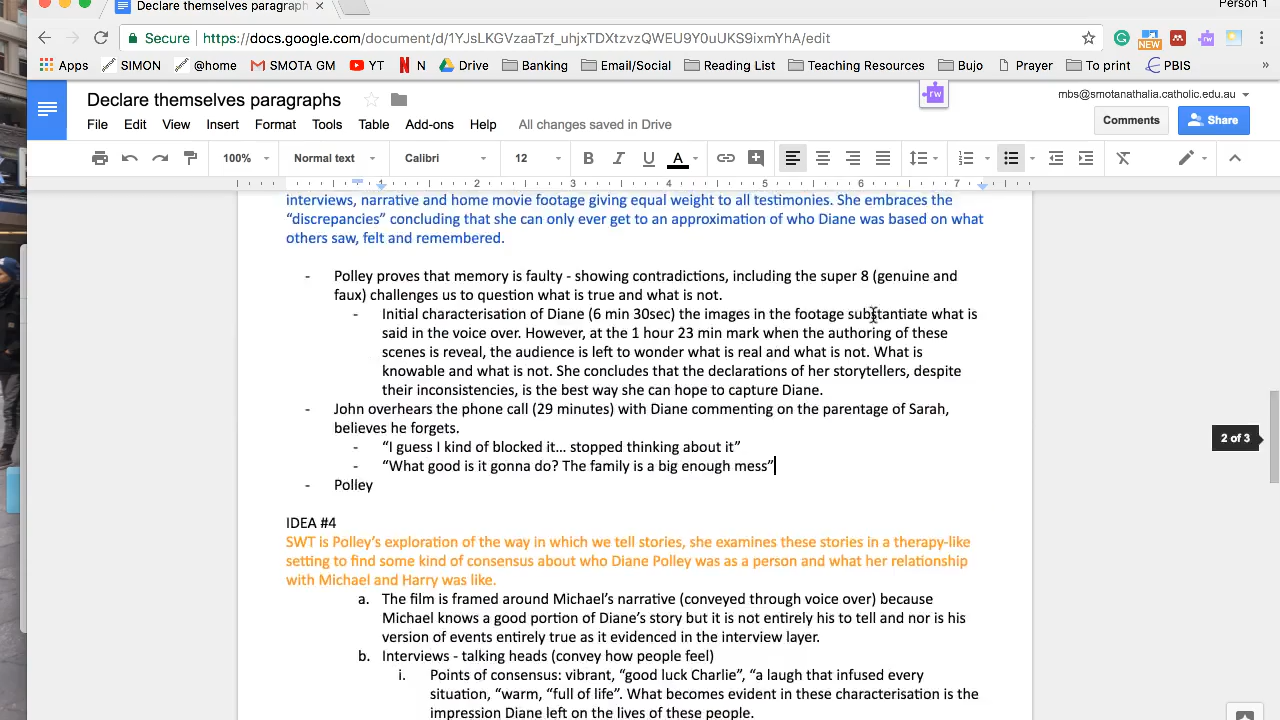 Declare themselves paragraph
Person 1
Secure https://docs.google.com/document/d/1YJsLKGVzaaTzf_uhjxTDXtzvzQWEU9Y0uUKSSixmYhA/edit
NEW
rw
Apps SIMON @home SMOTA GM YT N Drive Banking Email/Social Reading List Teaching Resources Bujo Prayer To print PBIS »
Declare themselves paragraphs
rw
mbs@smotanathalia.catholic.edu.au
File Edit View Insert Format Tools Table Add-ons Help All changes saved in Drive
Comments Share
100% Normal text Calibri 12 B I U A
1 2 3 4 5 6 7
interviews, narrative and home movie footage giving equal weight to all testimonies. She embraces the
“discrepancies” concluding that she can only ever get to an approximation of who Diane was based on what
others saw, felt and remembered.
- Polley proves that memory is faulty - showing contradictions, including the super 8 (genuine and
faux) challenges us to question what is true and what is not.
- Initial characterisation of Diane (6 min 30sec) the images in the footage substantiate what is
said in the voice over. However, at the 1 hour 23 min mark when the authoring of these
scenes is reveal, the audience is left to wonder what is real and what is not. What is
knowable and what is not. She concludes that the declarations of her storytellers, despite
their inconsistencies, is the best way she can hope to capture Diane.
- John overhears the phone call (29 minutes) with Diane commenting on the parentage of Sarah,
believes he forgets.
- “I guess I kind of blocked it… stopped thinking about it”
- “What good is it gonna do? The family is a big enough mess”
- Polley
2 of 3
IDEA #4
SWT is Polley’s exploration of the way in which we tell stories, she examines these stories in a therapy-like
setting to find some kind of consensus about who Diane Polley was as a person and what her relationship
with Michael and Harry was like.
a. The film is framed around Michael’s narrative (conveyed through voice over) because
Michael knows a good portion of Diane’s story but it is not entirely his to tell and nor is his
version of events entirely true as it evidenced in the interview layer.
b. Interviews - talking heads (convey how people feel)
i. Points of consensus: vibrant, “good luck Charlie”, “a laugh that infused every
situation, “warm, “full of life”. What becomes evident in these characterisation is the
impression Diane left on the lives of these people.